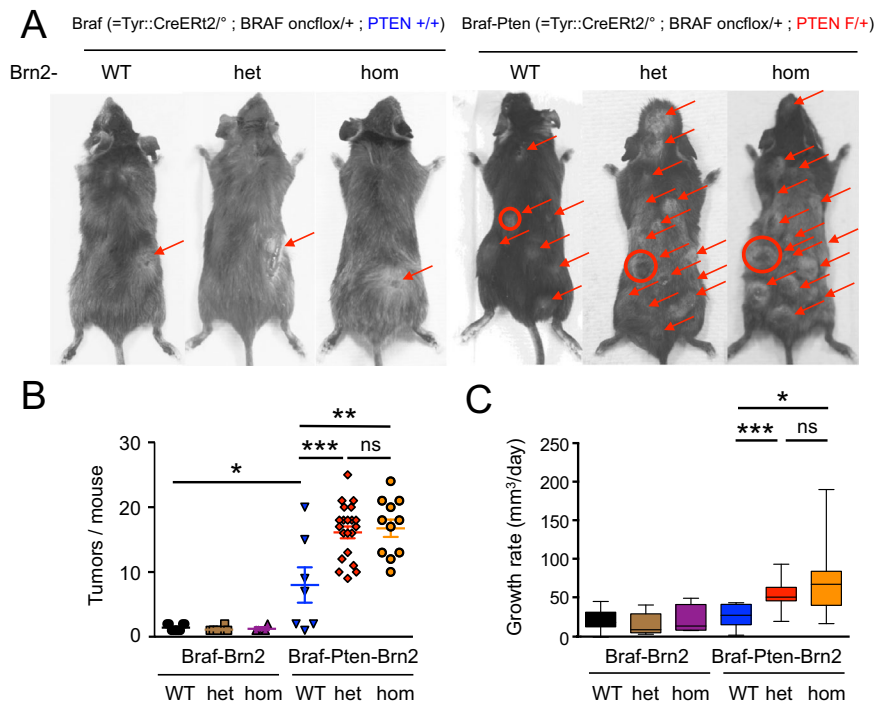 A
Braf (=Tyr::CreERt2/° ; BRAF oncflox/+ ; PTEN +/+)
Braf-Pten (=Tyr::CreERt2/° ; BRAF oncflox/+ ; PTEN F/+)
Brn2- WT het hom WT het hom
B
Tumors / mouse
30
20
10
0
*
**
***
ns
Braf-Brn2 Braf-Pten-Brn2
WT het hom WT het hom
C
Growth rate (mm³/day)
250
200
150
100
50
0
*
***
ns
Braf-Brn2 Braf-Pten-Brn2
WT het hom WT het hom